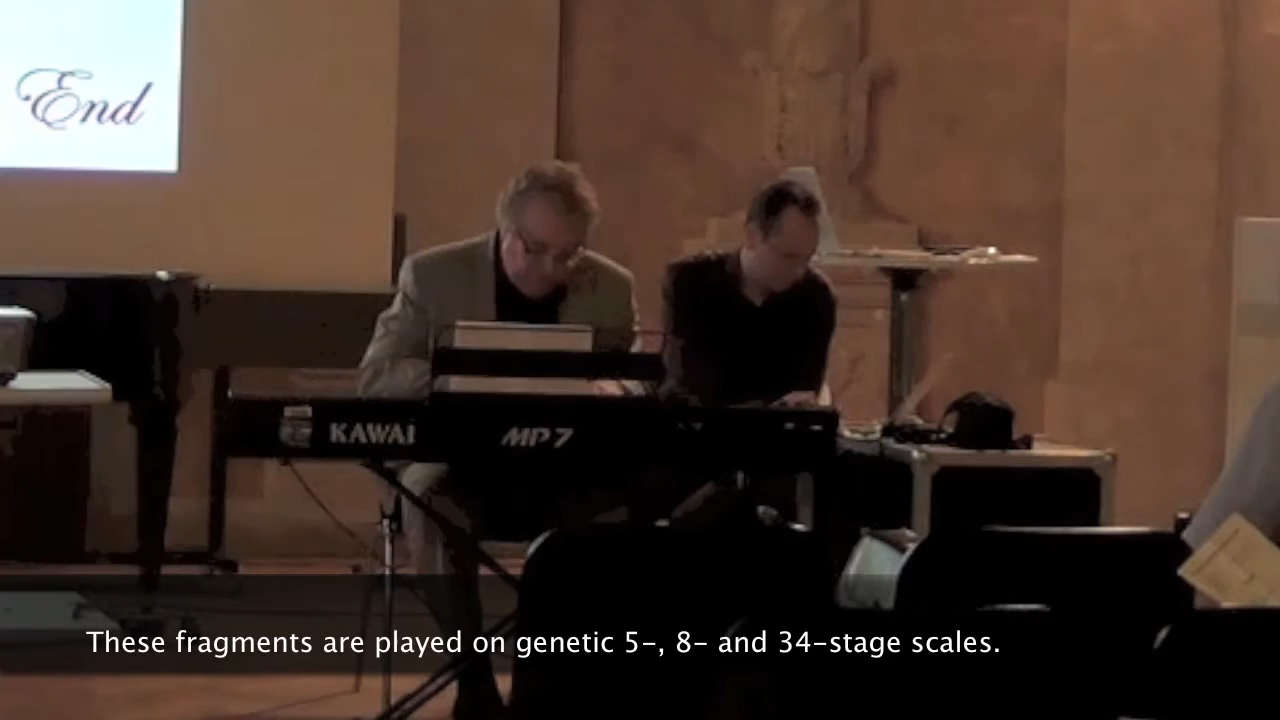 End
KAWAI
MP7
These fragments are played on genetic 5-, 8- and 34-stage scales.